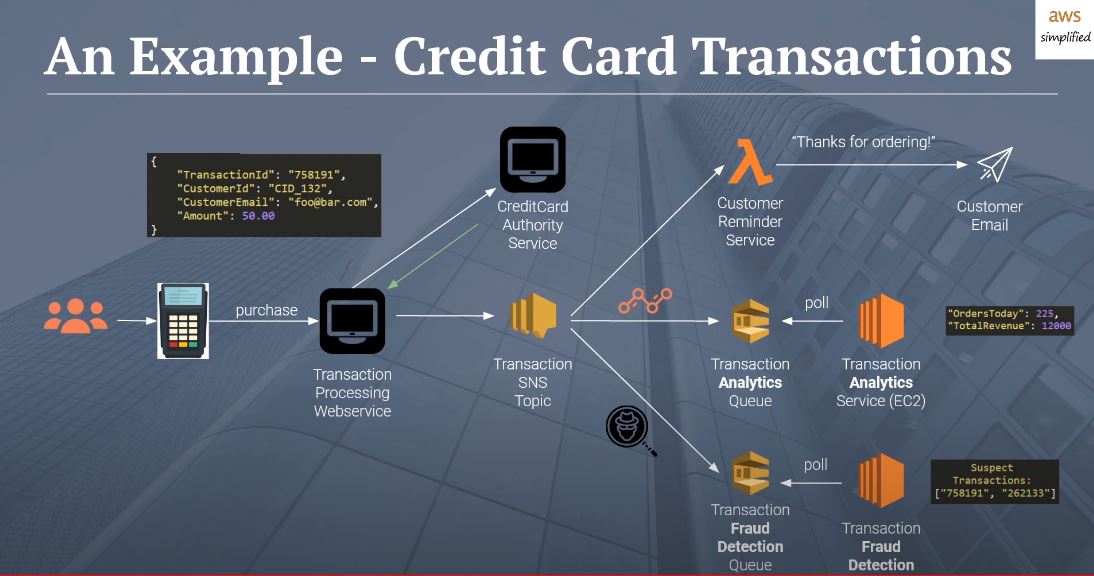 aws
simplified
An Example - Credit Card Transactions
{
"TransactionId": "758191",
"CustomerId": "CID_132",
"CustomerEmail": "foo@bar.com",
"Amount": 50.00
}
CreditCard
Authority
Service
"Thanks for ordering!"
Customer
Reminder
Service
Customer
Email
purchase
Transaction
Processing
Webservice
Transaction
SNS
Topic
Transaction
Analytics
Queue
poll
Transaction
Analytics
Service (EC2)
"OrdersToday": 225,
"TotalRevenue": 12000
Transaction
Fraud
Detection
Queue
poll
Transaction
Fraud
Detection
Suspect
Transactions:
["758191", "262133"]